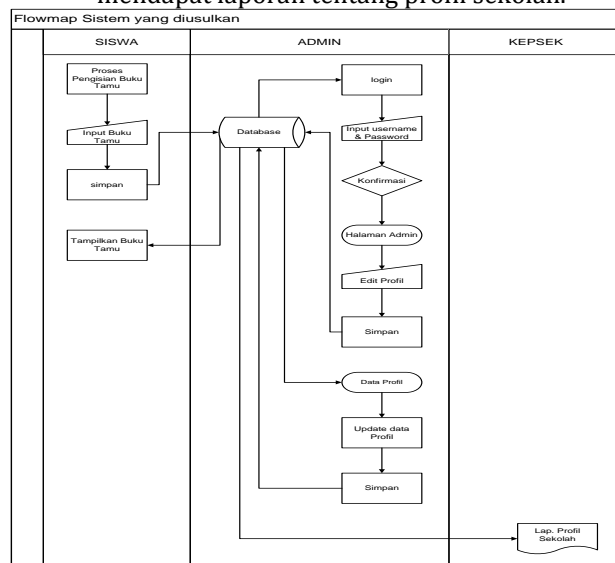 mendapat laporan tentang profil sekolah.
Flowmap Sistem yang diusulkan
SISWA
ADMIN
KEPSEK
Proses
Pengisian Buku
Tamu
Input Buku
Tamu
simpan
Tampilkan Buku
Tamu
Database
login
Input username
& Password
Konfirmasi
Halaman Admin
Edit Profil
Simpan
Data Profil
Update data
Profil
Simpan
Lap. Profil
Sekolah